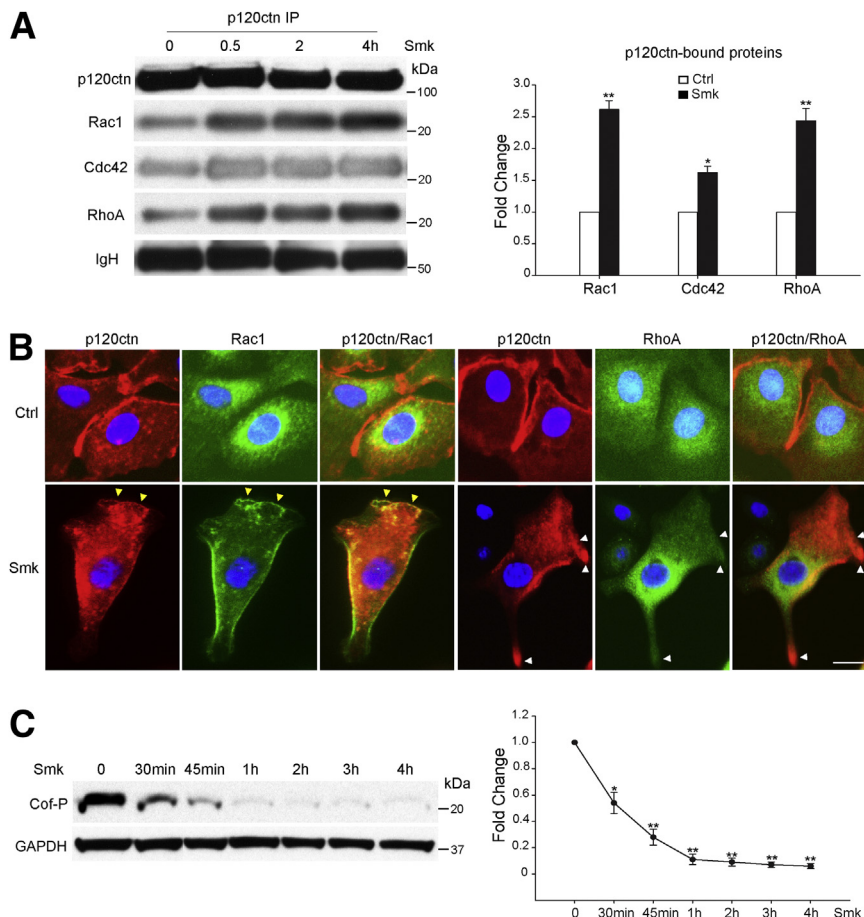 A
p120ctn IP
0 0.5 2 4h Smk
kDa
p120ctn
100
Rac1
20
Cdc42
20
RhoA
20
IgH
50
p120ctn-bound proteins
Ctrl
Smk
Fold Change
3.0
2.5
2.0
1.5
1.0
0.5
0
** * **
Rac1 Cdc42 RhoA
B
p120ctn Rac1 p120ctn/Rac1 p120ctn RhoA p120ctn/RhoA
Ctrl
Smk
C
Smk 0 30min 45min 1h 2h 3h 4h
kDa
Cof-P
20
GAPDH
37
Fold Change
1.2
1.0
0.8
0.6
0.4
0.2
0
* ** ** ** ** **
0 30min 45min 1h 2h 3h 4h Smk